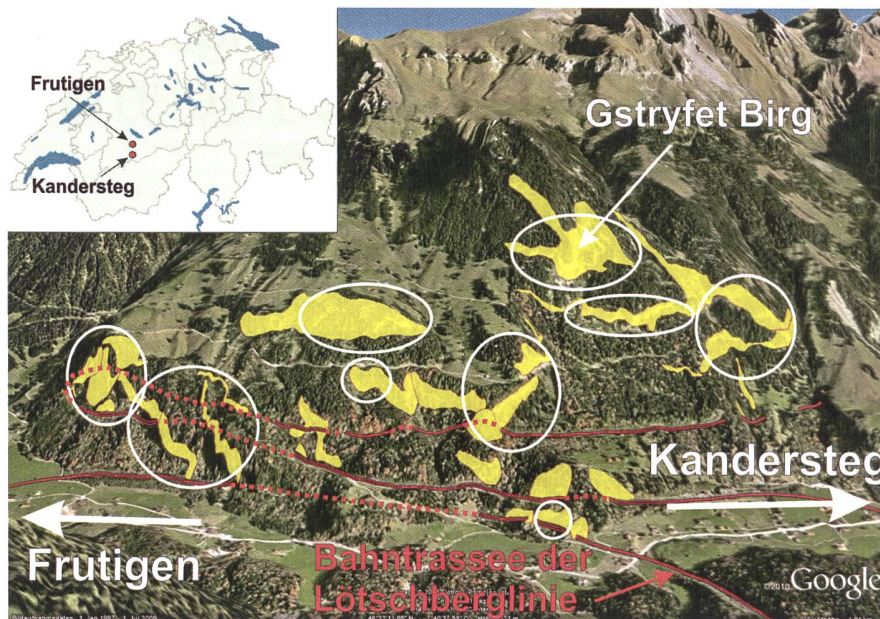 Frutigen
Kandersteg
Gstryfet Birg
Kandersteg
Frutigen
Bahntrassee der
Lötschberglinie
©2010 Google